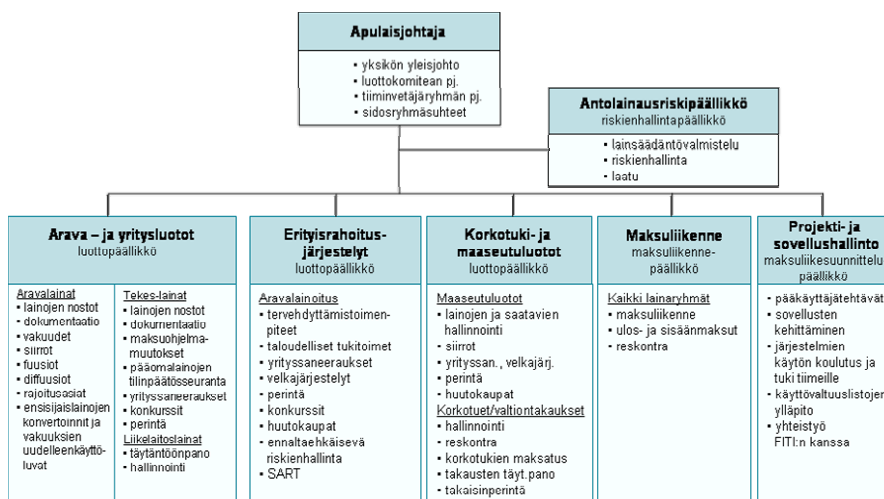 Apulaisjohtaja
▪ yksikön yleisjohto
▪ luottokomitean pj.
▪ tiiminvetäjäryhmän pj.
▪ sidosryhmäsuhteet
Antolainausriskipäällikkö
riskienhallintapäällikkö
▪ lainsäädäntövalmistelu
▪ riskienhallinta
▪ laatu
Arava – ja yritysluotot
luottopäällikkö
Aravalainat
▪ lainojen nostot
▪ dokumentaatio
▪ vakuudet
▪ siirrot
▪ fuusiot
▪ diffuusiot
▪ rajoitusasiat
▪ ensisijaislainojen
konvertoinnit ja
vakuuksien
uudelleenkäyttö-
luvat
Tekes-lainat
▪ lainojen nostot
▪ dokumentaatio
▪ maksuohjelma-
muutokset
▪ pääomalainojen
tilinpäätösseuranta
▪ yrityssaneeraukset
▪ konkurssit
▪ perintä
Liikelaitoslainat
▪ täytäntöönpano
▪ hallinnointi
Erityisrahoitus-
järjestelyt
luottopäällikkö
Aravalainoitus
▪ tervehdyttämistoimen-
piteet
▪ taloudelliset tukitoimet
▪ yrityssaneeraukset
▪ velkajärjestelyt
▪ perintä
▪ konkurssit
▪ huutokaupat
▪ ennaltaehkäisevä
riskienhallinta
▪ SART
Korkotuki- ja
maaseutuluotot
luottopäällikkö
Maaseutuluotot
▪ lainojen ja saatavien
hallinnointi
▪ siirrot
▪ yrityssan., velkajärj.
▪ perintä
▪ huutokaupat
Korkotuet/valtiontakaukset
▪ hallinnointi
▪ reskontra
▪ korkotukien maksatus
▪ takausten täyt.pano
▪ takaisinperintä
Maksuliikenne
maksuliikenne-
päällikkö
Kaikki lainaryhmät
▪ maksuliikenne
▪ ulos- ja sisäänmaksut
▪ reskontra
Projekti- ja
sovellushallinto
maksuliikesuunnittelu
päällikkö
▪ pääkäyttäjätehtävät
▪ sovellusten
kehittäminen
▪ järjestelmien
käytön koulutus ja
tuki tiimeille
▪ käyttövaltuuslistojen
ylläpito
▪ yhteistyö
FITI:n kanssa